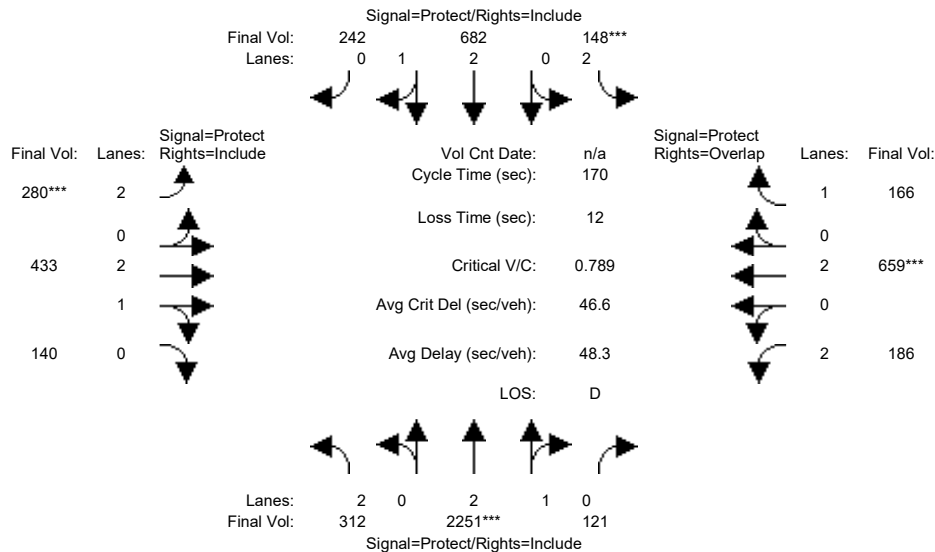 Signal=Protect/Rights=Include
Final Vol: 242 682 148***
Lanes: 0 1 2 0 2
Signal=Protect Signal=Protect
Final Vol: Lanes: Rights=Include Vol Cnt Date: n/a Rights=Overlap Lanes: Final Vol:
Cycle Time (sec): 170
280*** 2 1 166
Loss Time (sec): 12
0 0
433 2 Critical V/C: 0.789 2 659***
1 Avg Crit Del (sec/veh): 46.6 0
140 0 Avg Delay (sec/veh): 48.3 2 186
LOS: D
Lanes: 2 0 2 1 0
Final Vol: 312 2251*** 121
Signal=Protect/Rights=Include